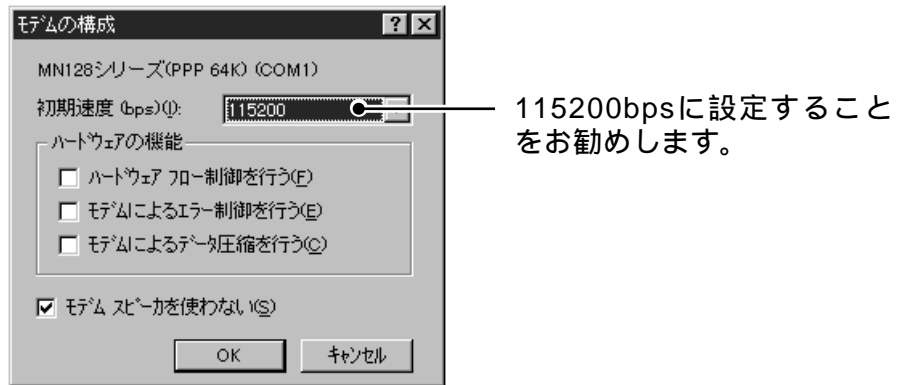 モデムの構成
MN128シリーズ(PPP 64K) (COM1)
初期速度 (bps)(I): 115200
115200bpsに設定すること
をお勧めします。
ハードウェアの機能
ハードウェア フロー制御を行う(F)
モデムによるエラー制御を行う(E)
モデムによるデータ圧縮を行う(C)
モデム スピーカを使わない(S)
OK キャンセル